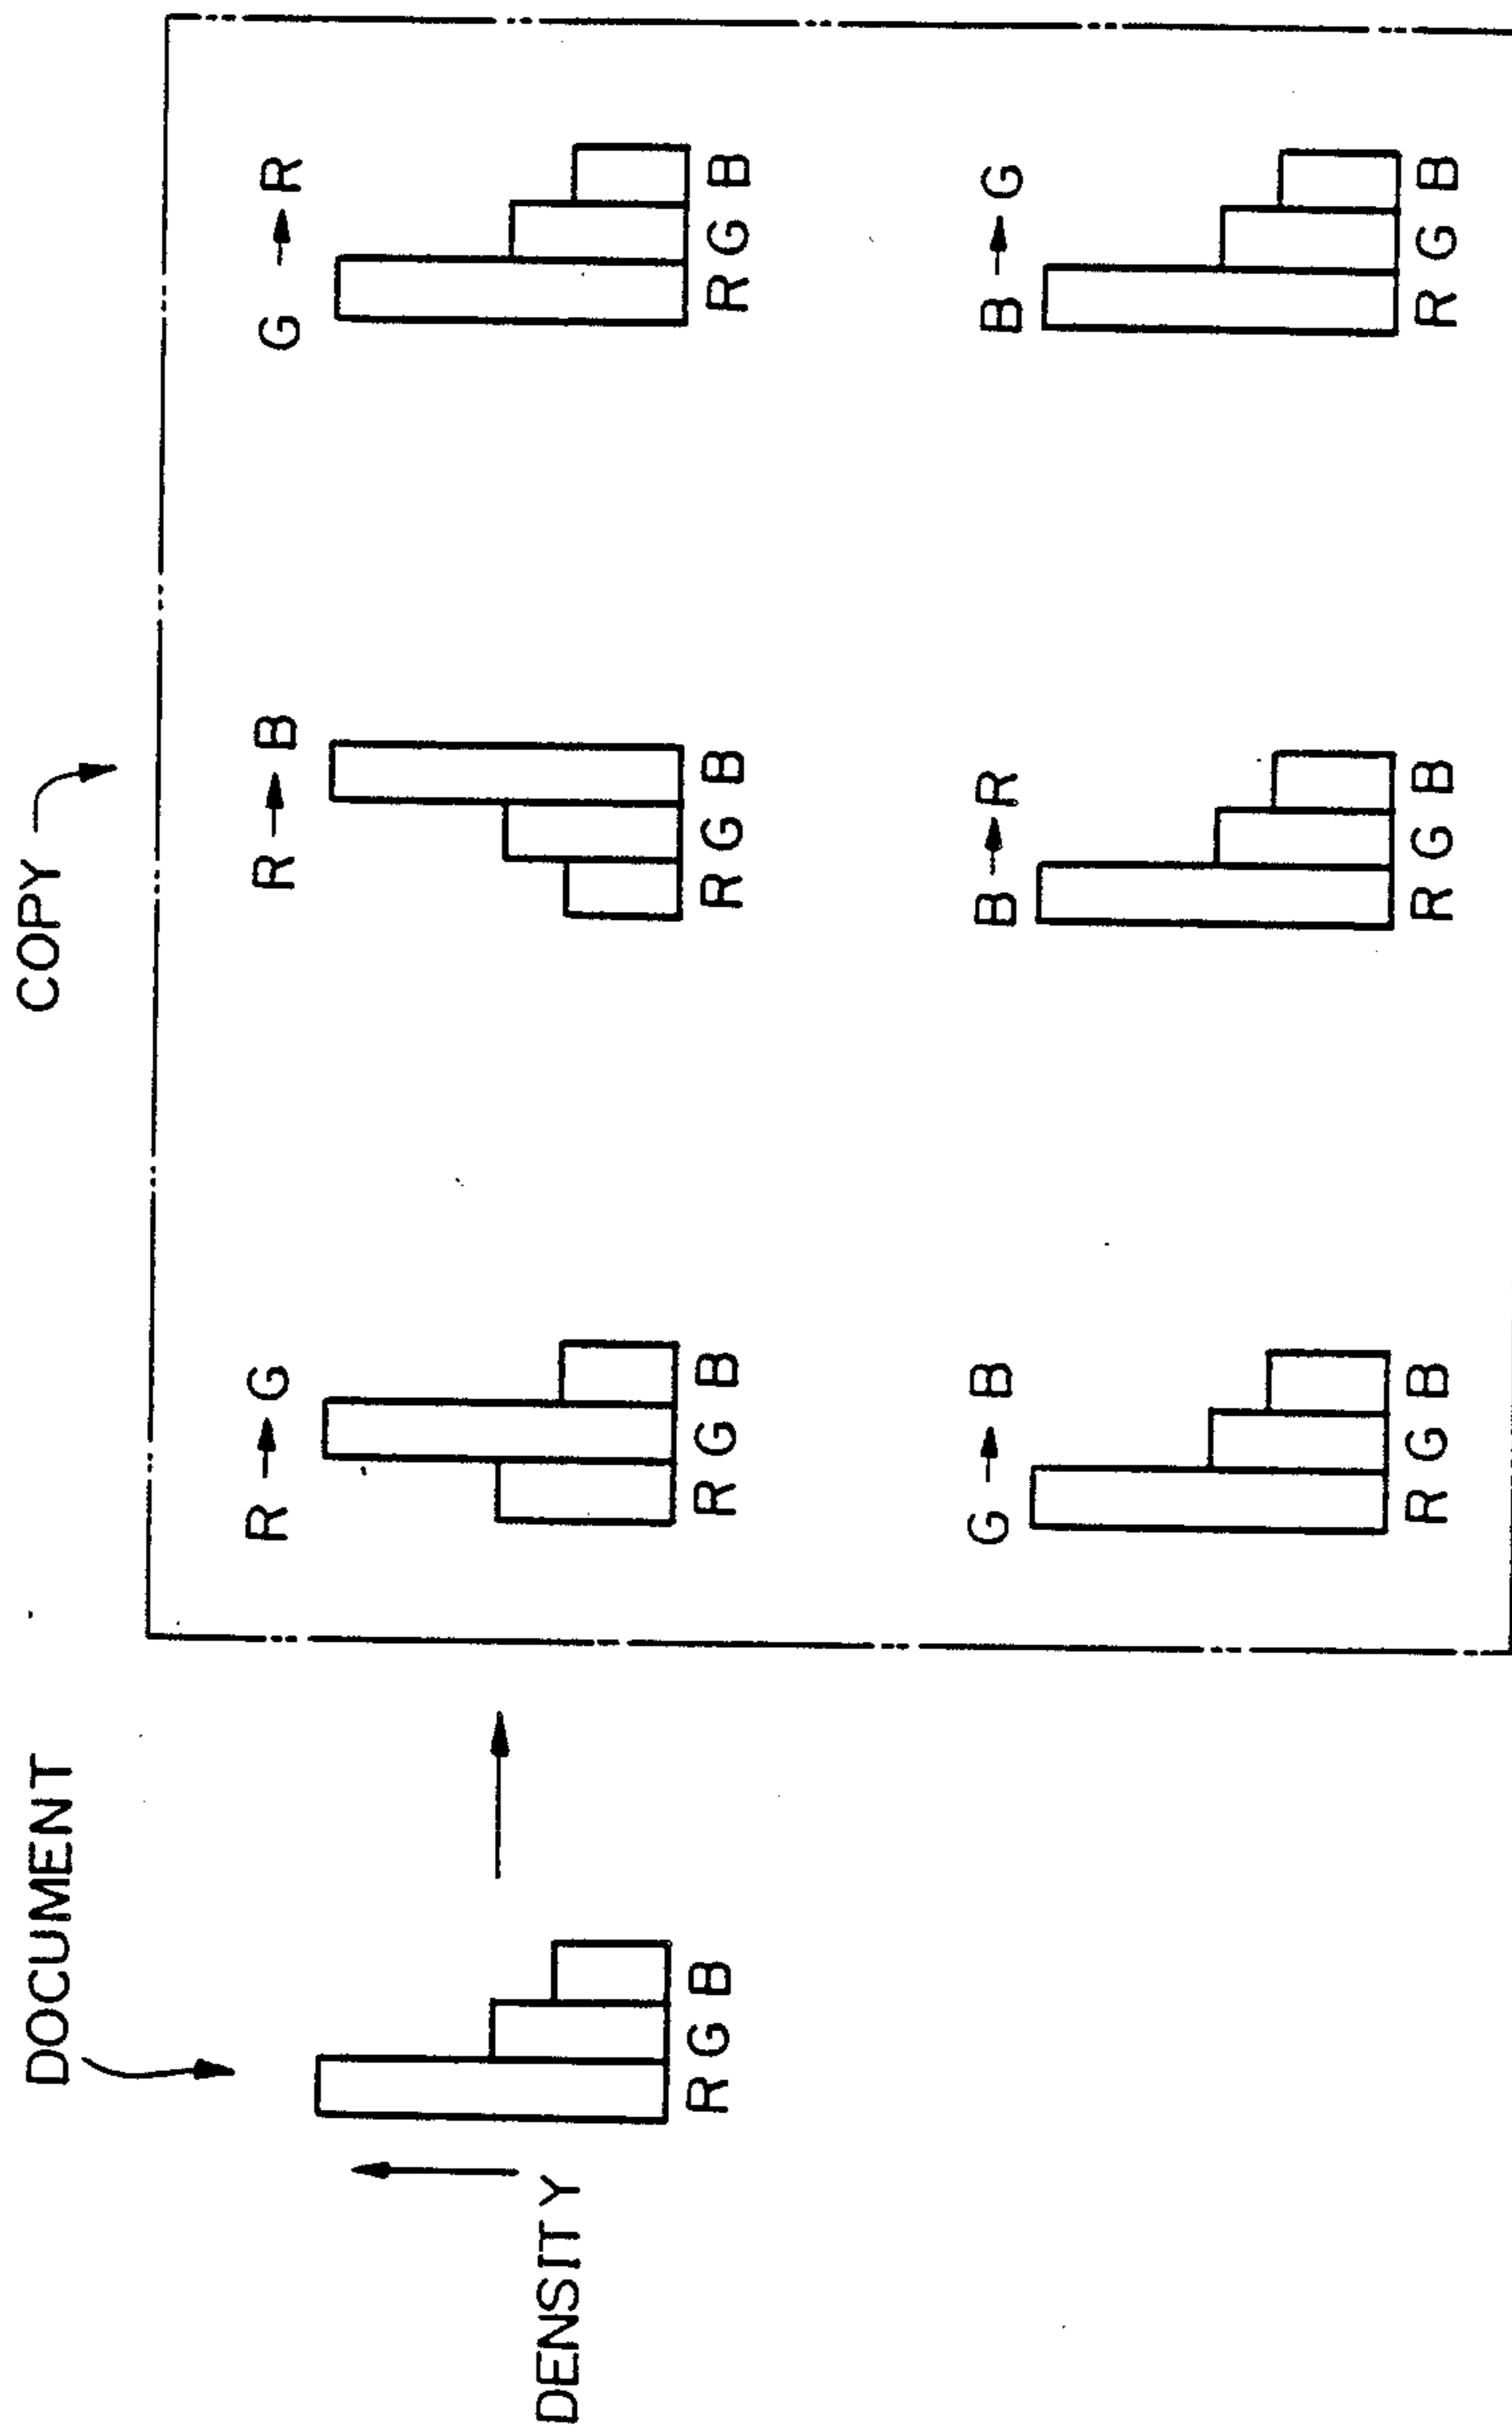 DOCUMENT
COPY
DENSITY
R G B
R → G
R G B
R → B
R G B
G → R
R G B
G → B
R G B
B → R
R G B
B → G
R G B